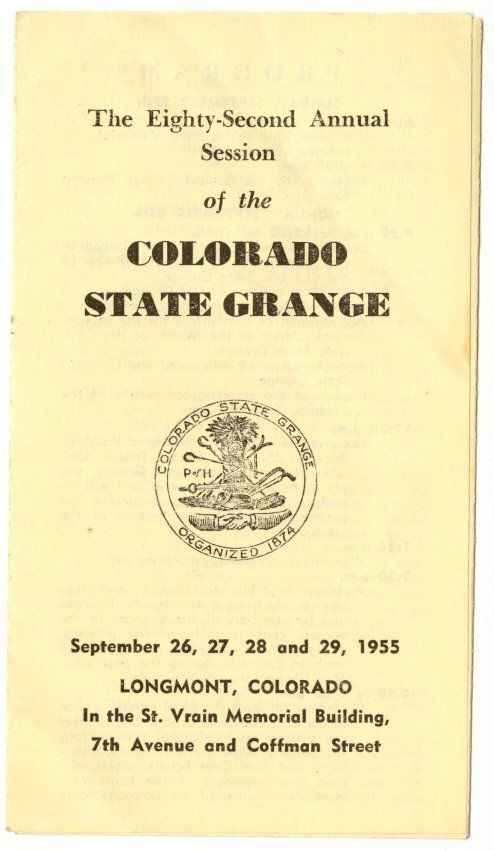 The Eighty-Second Annual
Session
of the
COLORADO
STATE GRANGE
COLORADO STATE GRANGE
P of H
ORGANIZED 1874
September 26, 27, 28 and 29, 1955
LONGMONT, COLORADO
In the St. Vrain Memorial Building,
7th Avenue and Coffman Street